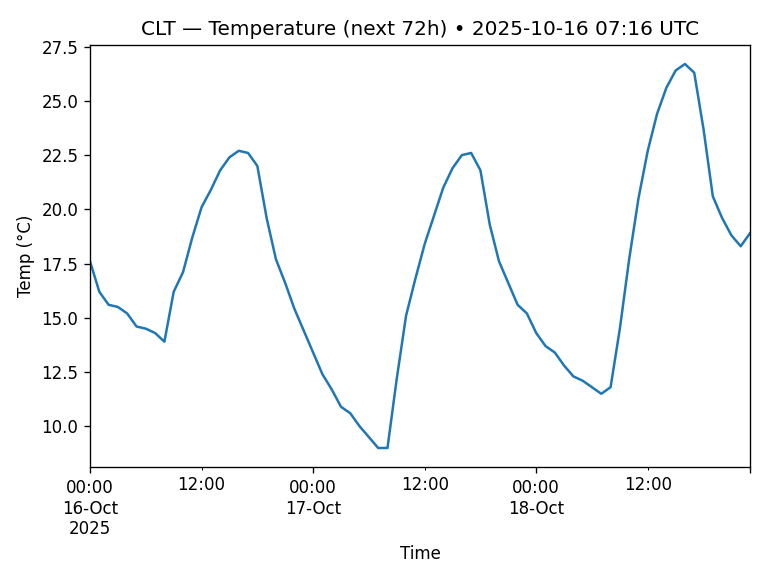 CLT — Temperature (next 72h) • 2025-10-16 07:16 UTC
Temp (°C)
27.5
25.0
22.5
20.0
17.5
15.0
12.5
10.0
00:00 12:00 00:00 12:00 00:00 12:00
16-Oct 17-Oct 18-Oct
2025
Time